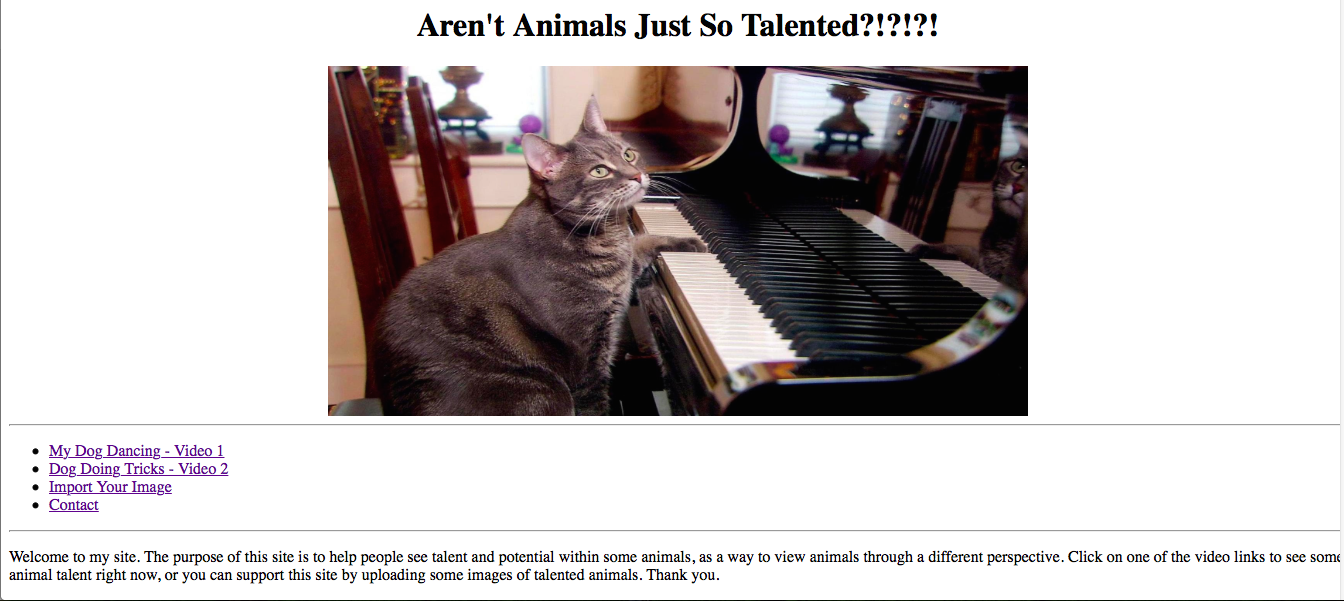 Aren't Animals Just So Talented?!?!?!
My Dog Dancing - Video 1
Dog Doing Tricks - Video 2
Import Your Image
Contact
Welcome to my site. The purpose of this site is to help people see talent and potential within some animals, as a way to view animals through a different perspective. Click on one of the video links to see some
animal talent right now, or you can support this site by uploading some images of talented animals. Thank you.